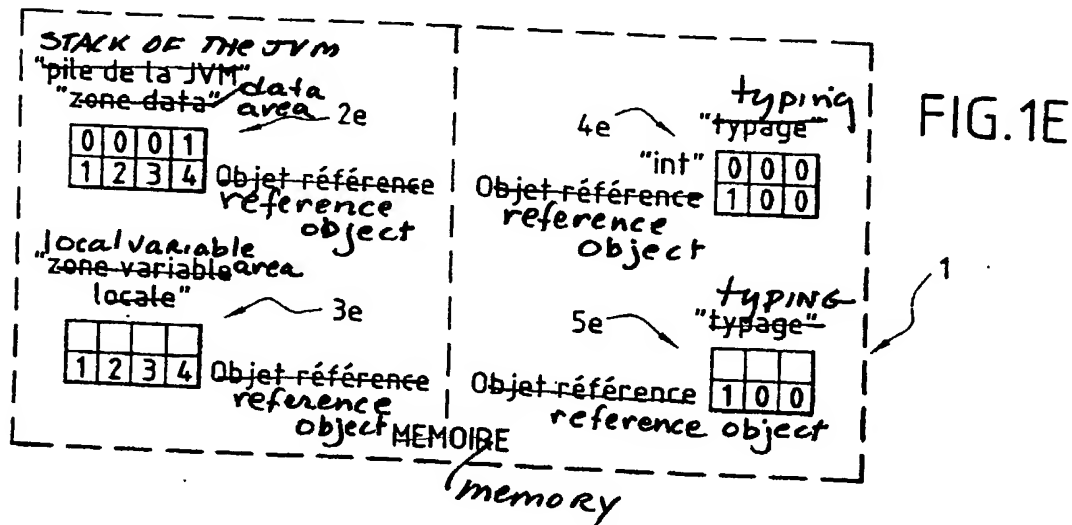 STACK OF THE JVM
"pile de la JVM"
"zone data" data
area
2e
0 0 0 1
1 2 3 4 Objet référence
reference
object
local variable
"zone variable area
locale"
3e
1 2 3 4 Objet référence
reference
object
typing
"typage"
4e
"int" 0 0 0
Objet référence 1 0 0
reference
object
TYPING
"typage"
5e
Objet référence 1 0 0
reference object
1
MEMOIRE
memory
FIG.1E